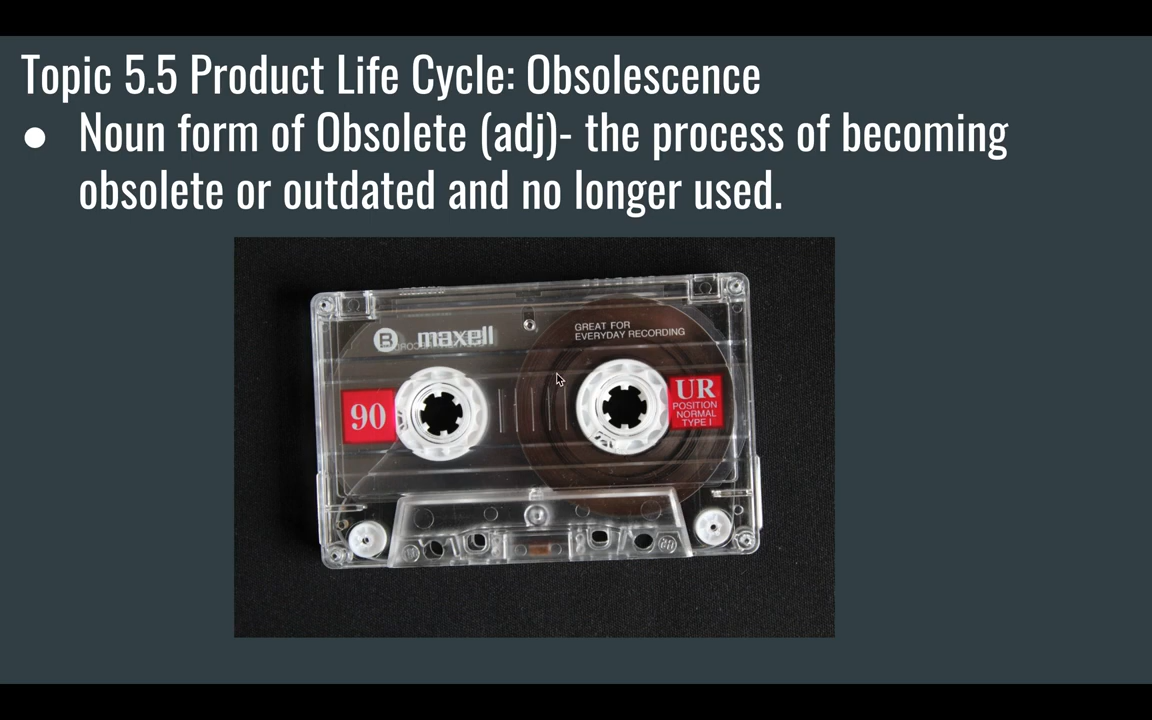 Topic 5.5 Product Life Cycle: Obsolescence
● Noun form of Obsolete (adj)- the process of becoming
obsolete or outdated and no longer used.
B maxell
GREAT FOR
EVERYDAY RECORDING
90
UR
POSITION
NORMAL
TYPE I